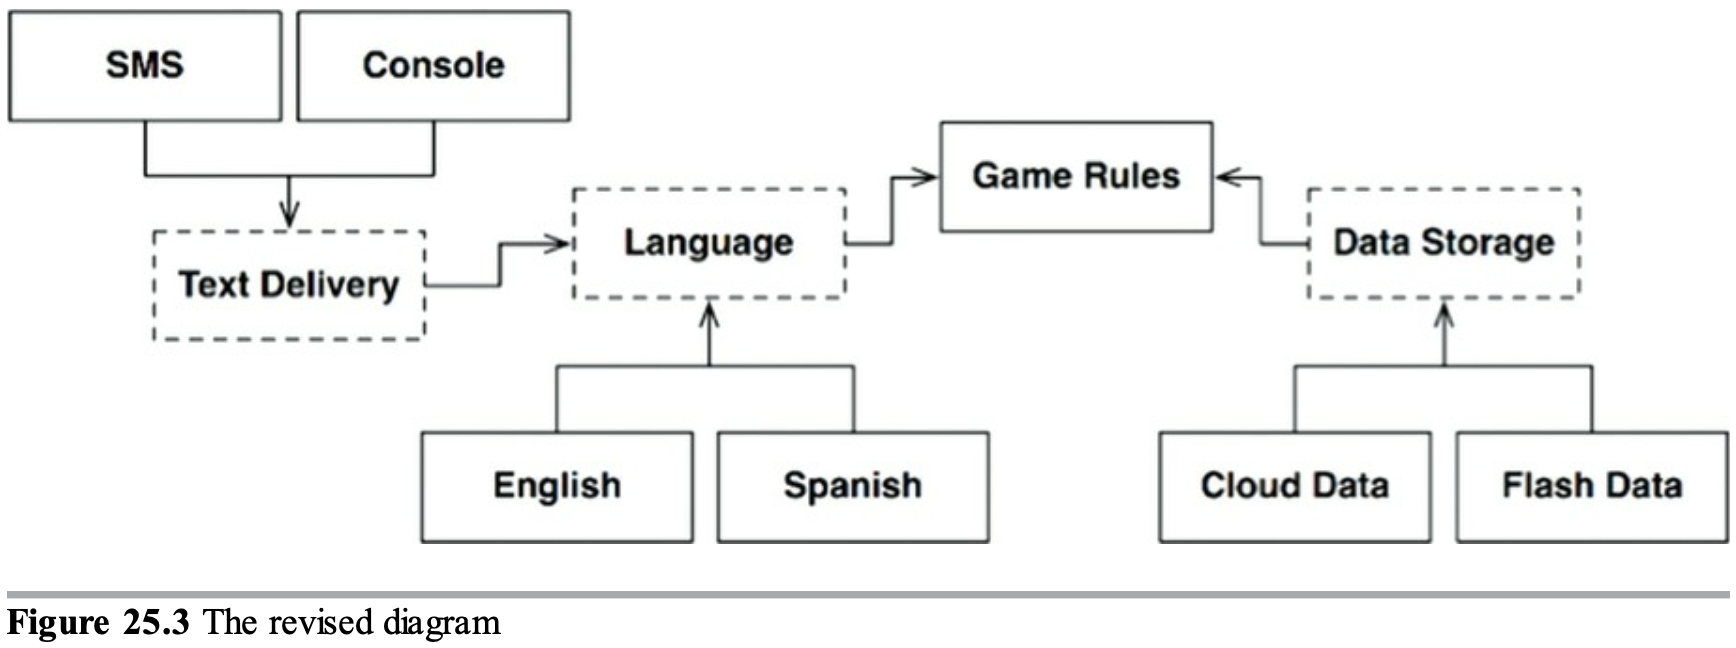 SMS
Console
Game Rules
Language
Data Storage
Text Delivery
English
Spanish
Cloud Data
Flash Data
Figure 25.3 The revised diagram